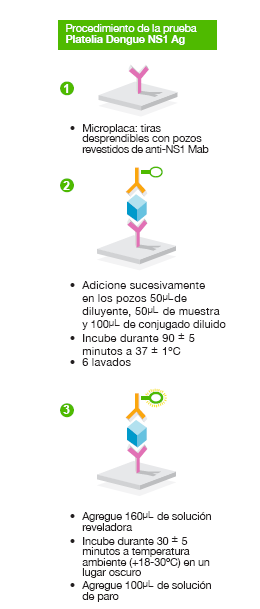 Procedimiento de la prueba
Platelia Dengue NS1 Ag
1
• Microplaca: tiras
desprendibles con pozos
revestidos de anti-NS1 Mab
2
• Adicione sucesivamente
en los pozos 50µL de
diluyente, 50µL de muestra
y 100µL de conjugado diluido
• Incube durante 90 ± 5
minutos a 37 ± 1ºC
• 6 lavados
3
• Agregue 160µL de solución
reveladora
• Incube durante 30 ± 5
minutos a temperatura
ambiente (+18-30ºC) en un
lugar oscuro
• Agregue 100µL de solución
de paro